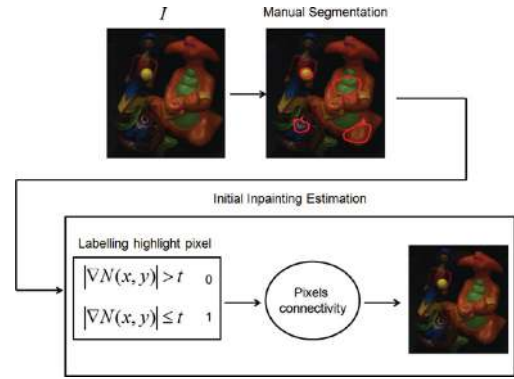 I
Manual Segmentation
Initial Inpainting Estimation
Labelling highlight pixel
|∇N(x, y)| > t 0
|∇N(x, y)| ≤ t 1
Pixels
connectivity